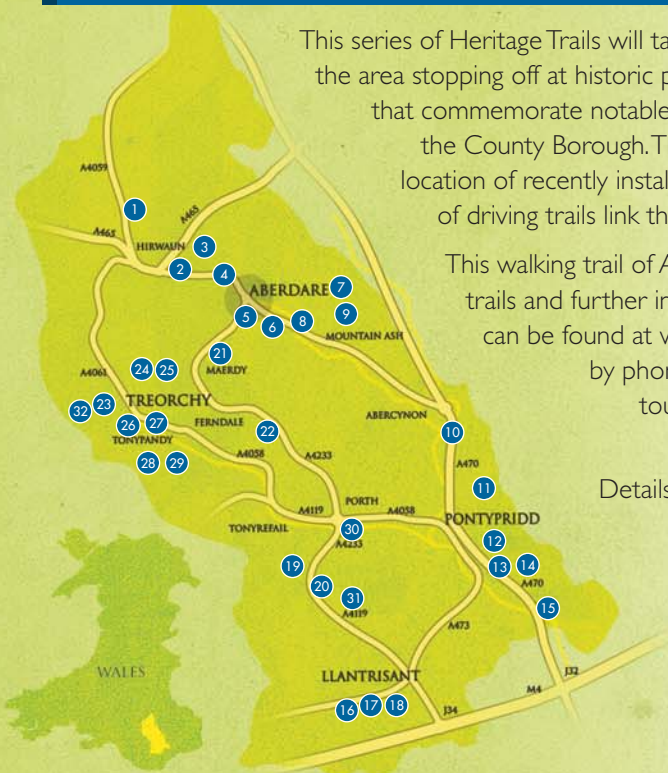 This series of Heritage Trails will ta
the area stopping off at historic p
that commemorate notable
the County Borough. T
location of recently instal
of driving trails link th
This walking trail of A
trails and further in
can be found at w
by phon
tou
Details
A4059
1
A465
A465
HIRWAUN
3
2
4
ABERDARE
7
5
6
8
9
MOUNTAIN ASH
21
MAERDY
24
25
A4061
TREORCHY
32
23
26
27
FERNDALE
22
ABERCYNON
10
TONYPANDY
A4058
A4233
A470
28
29
11
PORTH
A4119
A4058
PONTYPRIDD
TONYREFAIL
30
A4233
12
19
13
14
20
A470
31
15
A4119
A473
WALES
LLANTRISANT
J32
M4
16
17
18
J34